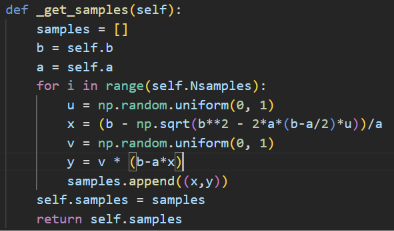 def _get_samples(self):
    samples = []
    b = self.b
    a = self.a
    for i in range(self.Nsamples):
        u = np.random.uniform(0, 1)
        x = (b - np.sqrt(b**2 - 2*a*(b-a/2)*u))/a
        v = np.random.uniform(0, 1)
        y = v * (b-a*x)
        samples.append((x,y))
    self.samples = samples
    return self.samples